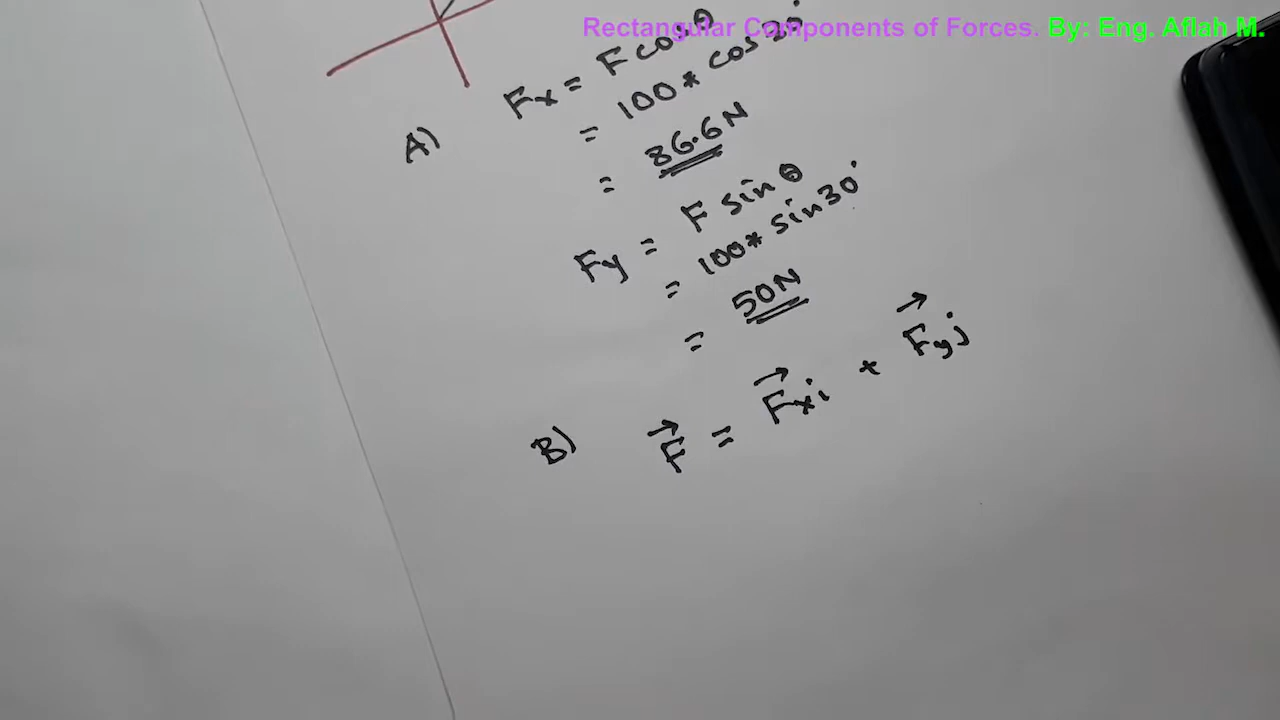 Rectangular Components of Forces. By: Eng. Aflah M.
A) Fx = F cos θ
= 100 * cos 30°
= 86.6 N
Fy = F sin θ
= 100 * sin 30°
= 50 N
B) F⃗ = F⃗xi + F⃗yj